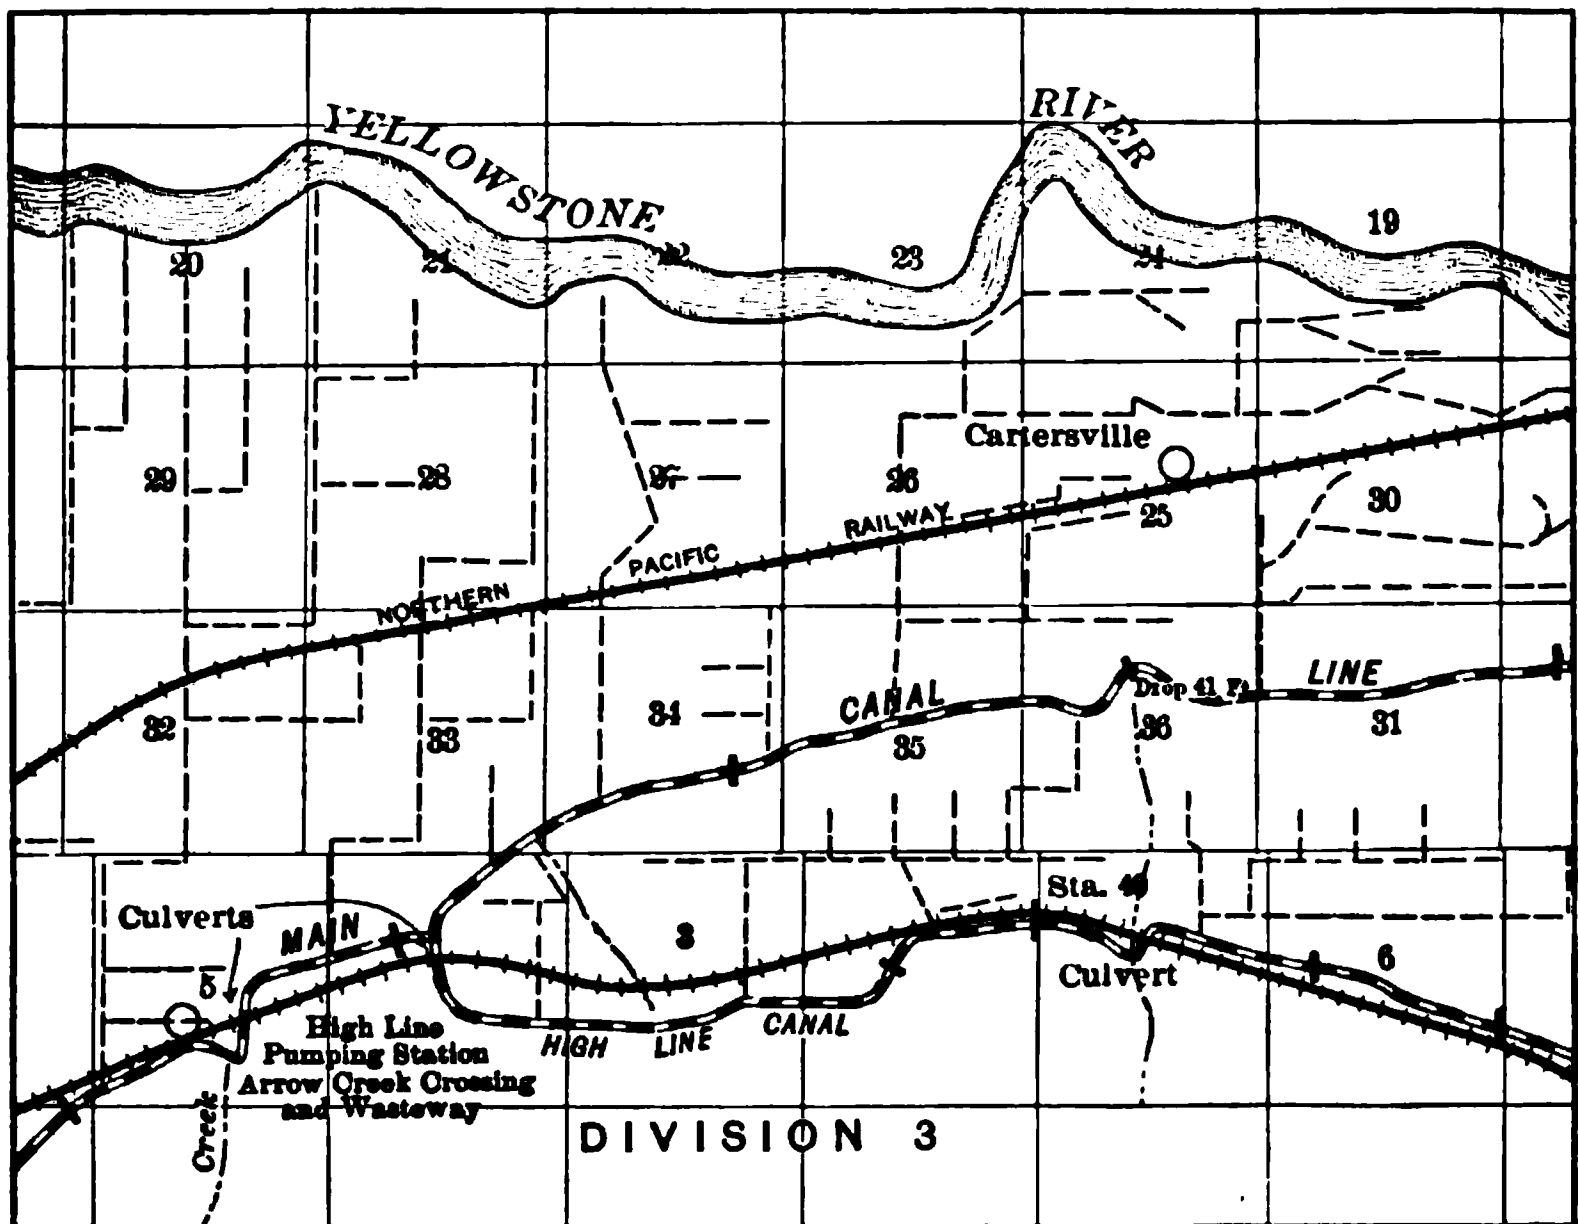 YELLOWSTONE
RIVER
19
20
21
23
24
29
28
27
26
Cartersville
25
30
NORTHERN
PACIFIC
RAILWAY
32
33
34
CANAL
35
Drop 41 Ft.
36
LINE
31
Culverts
MAIN
5
3
Sta. 40
Culvert
6
High Line
Pumping Station
Arrow Creek Crossing
and Wasteway
HIGH
LINE
CANAL
Creek
DIVISION 3